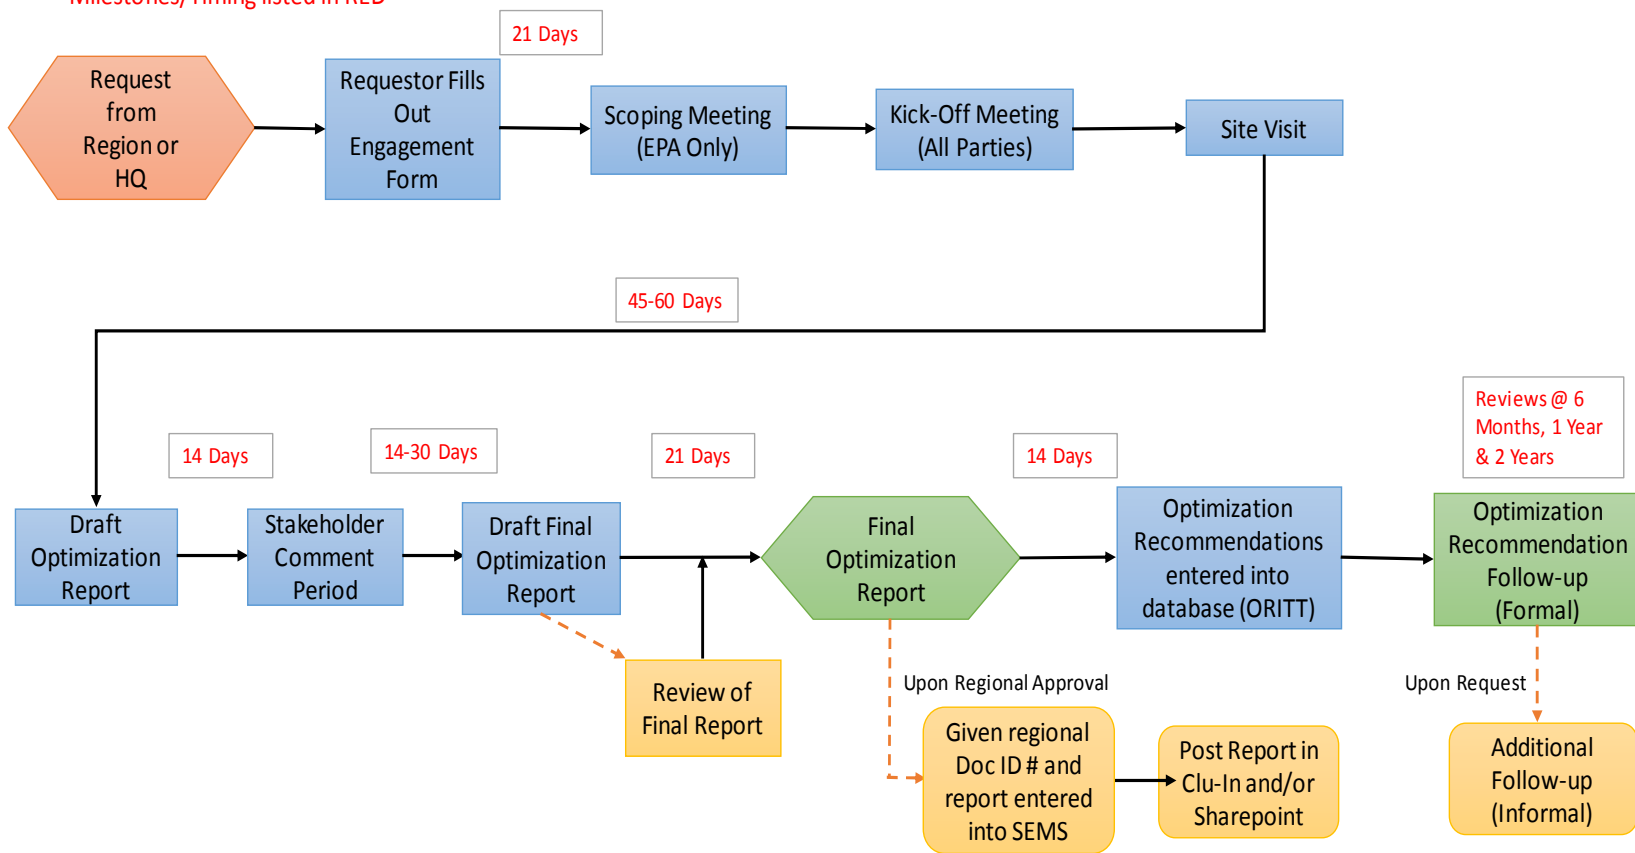 Milestones/Timing listed in RED
21 Days
Request
from
Region or
HQ
Requestor Fills
Out
Engagement
Form
Scoping Meeting
(EPA Only)
Kick-Off Meeting
(All Parties)
Site Visit
45-60 Days
14 Days
14-30 Days
21 Days
14 Days
Reviews @ 6
Months, 1 Year
& 2 Years
Draft
Optimization
Report
Stakeholder
Comment
Period
Draft Final
Optimization
Report
Final
Optimization
Report
Optimization
Recommendations
entered into
database (ORITT)
Optimization
Recommendation
Follow-up
(Formal)
Review of
Final Report
Upon Regional Approval
Upon Request
Given regional
Doc ID # and
report entered
into SEMS
Post Report in
Clu-In and/or
Sharepoint
Additional
Follow-up
(Informal)